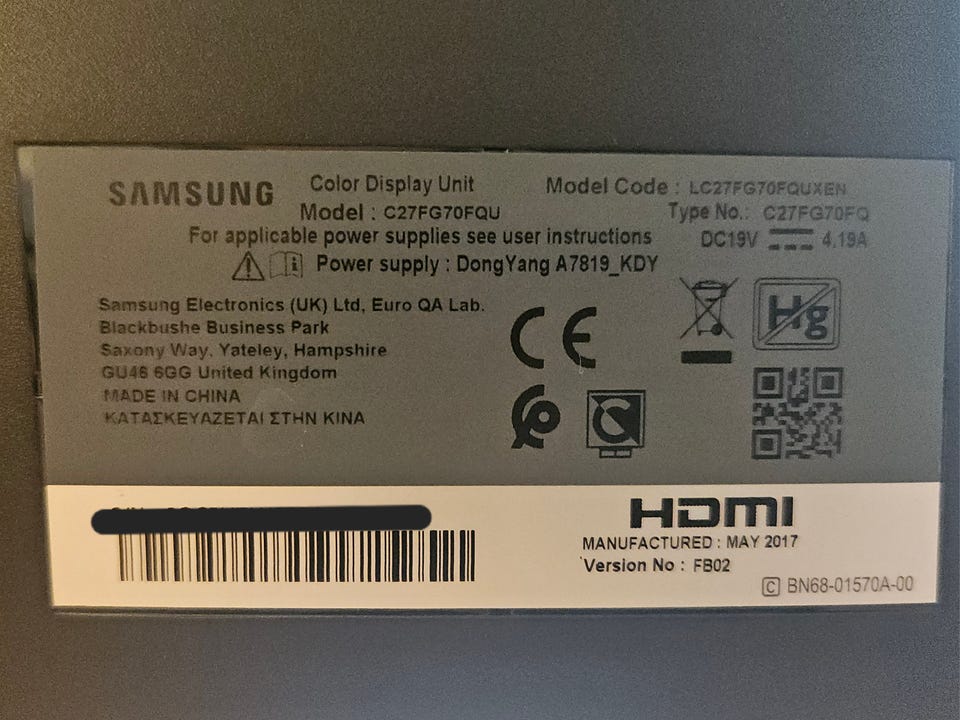 SAMSUNG
Color Display Unit
Model Code : LC27FG70FQUXEN
Model : C27FG70FQU
Type No.: C27FG70FQ
For applicable power supplies see user instructions
DC19V 4.19A
Power supply : DongYang A7819_KDY
Samsung Electronics (UK) Ltd, Euro QA Lab.
Blackbushe Business Park
Saxony Way, Yateley, Hampshire
GU46 6GG United Kingdom
MADE IN CHINA
ΚΑΤΑΣΚΕΥΑΖΕΤΑΙ ΣΤΗΝ ΚΙΝΑ
CE
Hg
HDMI
MANUFACTURED : MAY 2017
Version No : FB02
C BN68-01570A-00